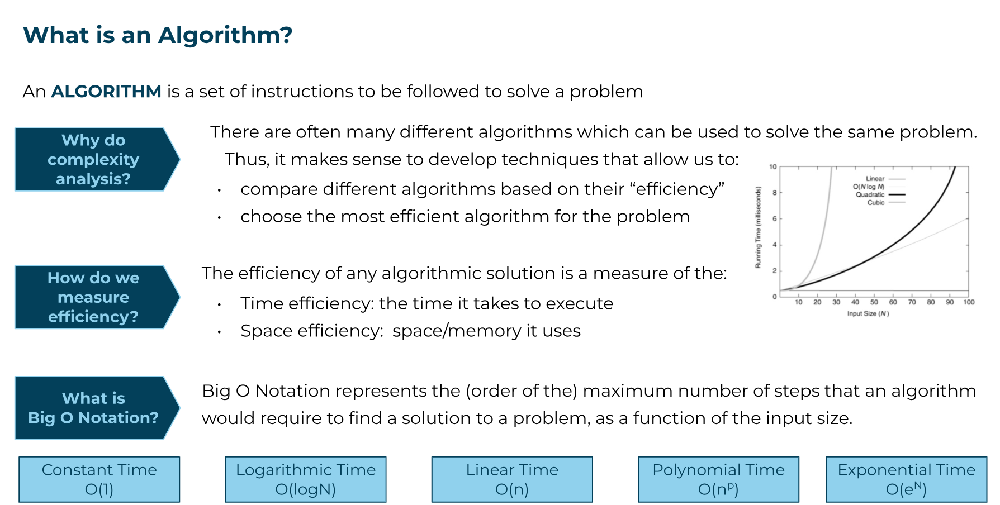 What is an Algorithm?
An ALGORITHM is a set of instructions to be followed to solve a problem
Why do
complexity
analysis?
There are often many different algorithms which can be used to solve the same problem.
Thus, it makes sense to develop techniques that allow us to:
• compare different algorithms based on their “efficiency”
• choose the most efficient algorithm for the problem
10
8
6
4
2
0
Running Time (milliseconds)
Linear
O(N log N)
Quadratic
Cubic
10 20 30 40 50 60 70 80 90 100
Input Size (N)
How do we
measure
efficiency?
The efficiency of any algorithmic solution is a measure of the:
• Time efficiency: the time it takes to execute
• Space efficiency: space/memory it uses
What is
Big O Notation?
Big O Notation represents the (order of the) maximum number of steps that an algorithm
would require to find a solution to a problem, as a function of the input size.
Constant Time
O(1)
Logarithmic Time
O(logN)
Linear Time
O(n)
Polynomial Time
O(nᵖ)
Exponential Time
O(eᴺ)